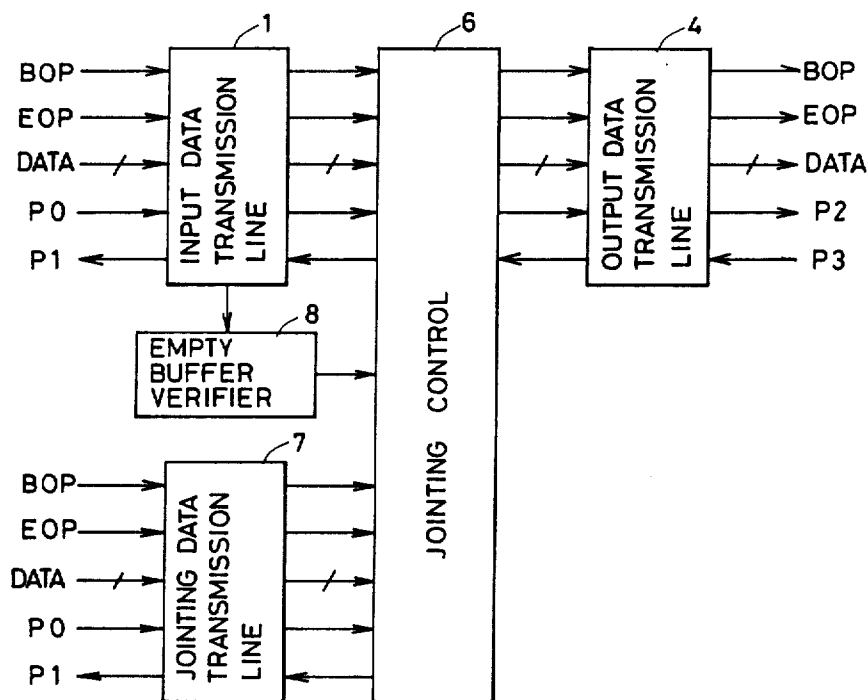 1
6
4
BOP
EOP
DATA
P0
P1
INPUT DATA
TRANSMISSION
LINE
OUTPUT DATA
TRANSMISSION
LINE
BOP
EOP
DATA
P2
P3
8
EMPTY
BUFFER
VERIFIER
JOINTING CONTROL
7
BOP
EOP
DATA
P0
P1
JOINTING DATA
TRANSMISSION
LINE